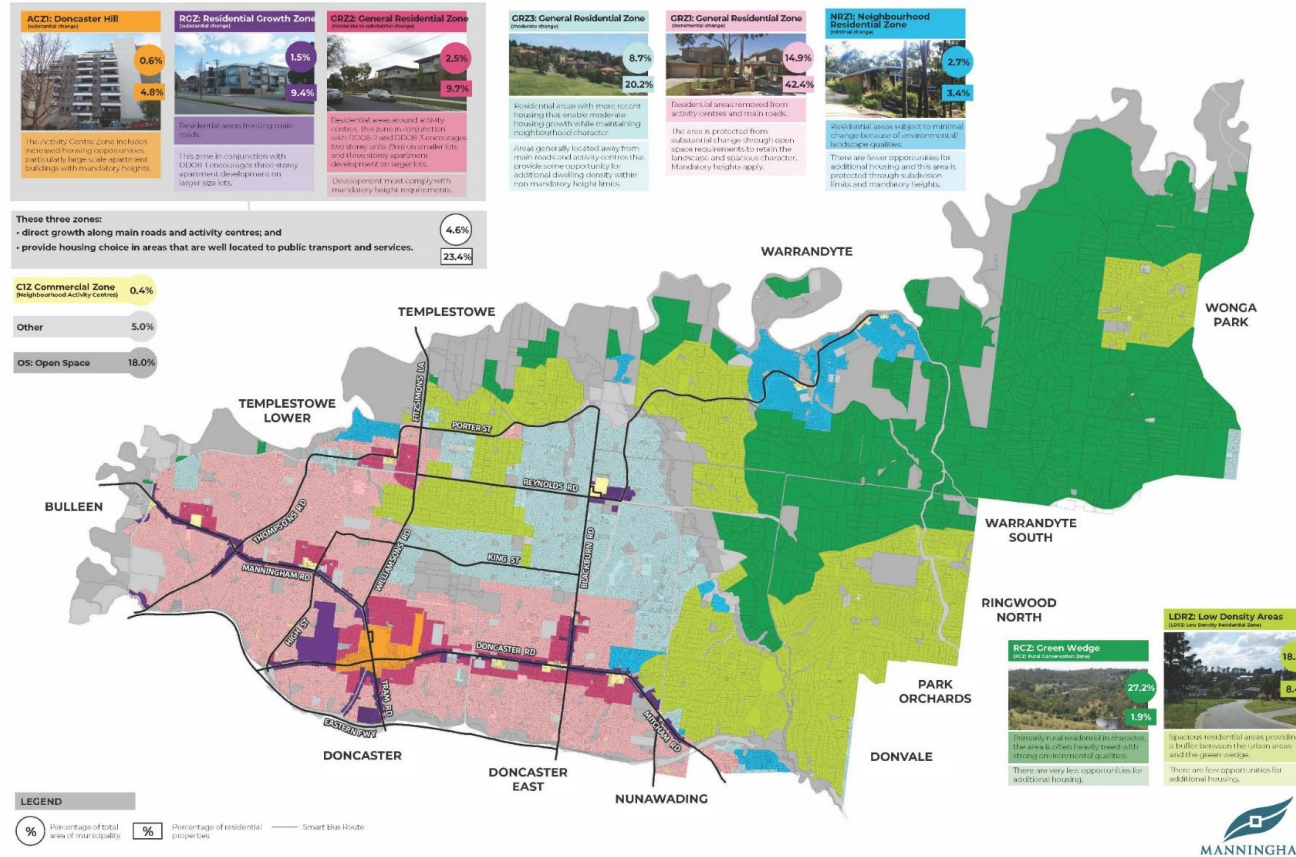 ACZ1: Doncaster Hill
(substantial change)
0.6%
4.8%
The Activity Centre Zone includes
increased housing opportunities
particularly large scale apartment
buildings with mandatory heights.
RGZ: Residential Growth Zone
(substantial change)
1.5%
9.4%
Residential areas fronting main
roads.
This zone in conjunction with
DDO8-1 encourages three storey
apartment development on
larger size lots.
GRZ2: General Residential Zone
(moderate to substantial change)
2.5%
9.7%
Residential areas around activity
centres. This zone in conjunction
with DDO8-2 and DDO8-3 encourages
two storey units (9m) on smaller lots
and three storey apartment
development on larger lots.
Development must comply with
mandatory height requirements.
GRZ3: General Residential Zone
(moderate change)
8.7%
20.2%
Residential areas with more recent
housing that enable moderate
housing growth while maintaining
neighbourhood character.
Areas generally located away from
main roads and activity centres that
provide some opportunity for
additional dwelling density within
non mandatory height limits.
GRZ1: General Residential Zone
(incremental change)
14.9%
42.4%
Residential areas removed from
activity centres and main roads.
The area is protected from
substantial change through open
space requirements to retain the
landscape and spacious character.
Mandatory heights apply.
NRZ1: Neighbourhood
Residential Zone
(minimal change)
2.7%
3.4%
Residential areas subject to minimal
change because of environmental/
landscape qualities.
There are fewer opportunities for
additional housing and this area is
protected through subdivision
limits and mandatory heights.
These three zones:
• direct growth along main roads and activity centres; and
• provide housing choice in areas that are well located to public transport and services.
4.6%
23.4%
C1Z Commercial Zone
(Neighbourhood Activity Centres)
0.4%
Other 5.0%
OS: Open Space 18.0%
WARRANDYTE
WONGA
PARK
TEMPLESTOWE
TEMPLESTOWE
LOWER
FITZSIMONS LA
PORTER ST
REYNOLDS RD
BULLEEN
THOMPSONS RD
MANNINGHAM RD
WILLIAMSONS RD
KING ST
BLACKBURN RD
WARRANDYTE
SOUTH
RINGWOOD
NORTH
HIGH ST
DONCASTER RD
TRAM RD
MITCHAM RD
EASTERN FWY
PARK
ORCHARDS
DONCASTER
DONCASTER
EAST
NUNAWADING
DONVALE
RCZ: Green Wedge
(RCZ: Rural Conservation Zone)
27.2%
1.9%
Primarily rural residential in character,
the area is often heavily treed with
strong environmental qualities.
There are very few opportunities for
additional housing.
LDRZ: Low Density Areas
(LDRZ: Low Density Residential Zone)
18.
8.4
Spacious residential areas providin
a buffer between the urban areas
and the green wedge.
There are few opportunities for
additional housing.
LEGEND
% Percentage of total
area of municipality
% Percentage of residential
properties
Smart Bus Route
MANNINGHA